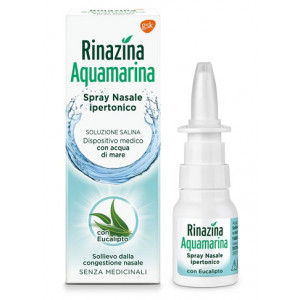 gsk
Rinazina
Aquamarina
Spray Nasale
ipertonico
SOLUZIONE SALINA
Dispositivo medico
con acqua
di mare
con
Eucalipto
Sollievo dalla
congestione nasale
SENZA MEDICINALI
Rinazina
Aquamarina
Spray Nasale
ipertonico
con Eucalipto